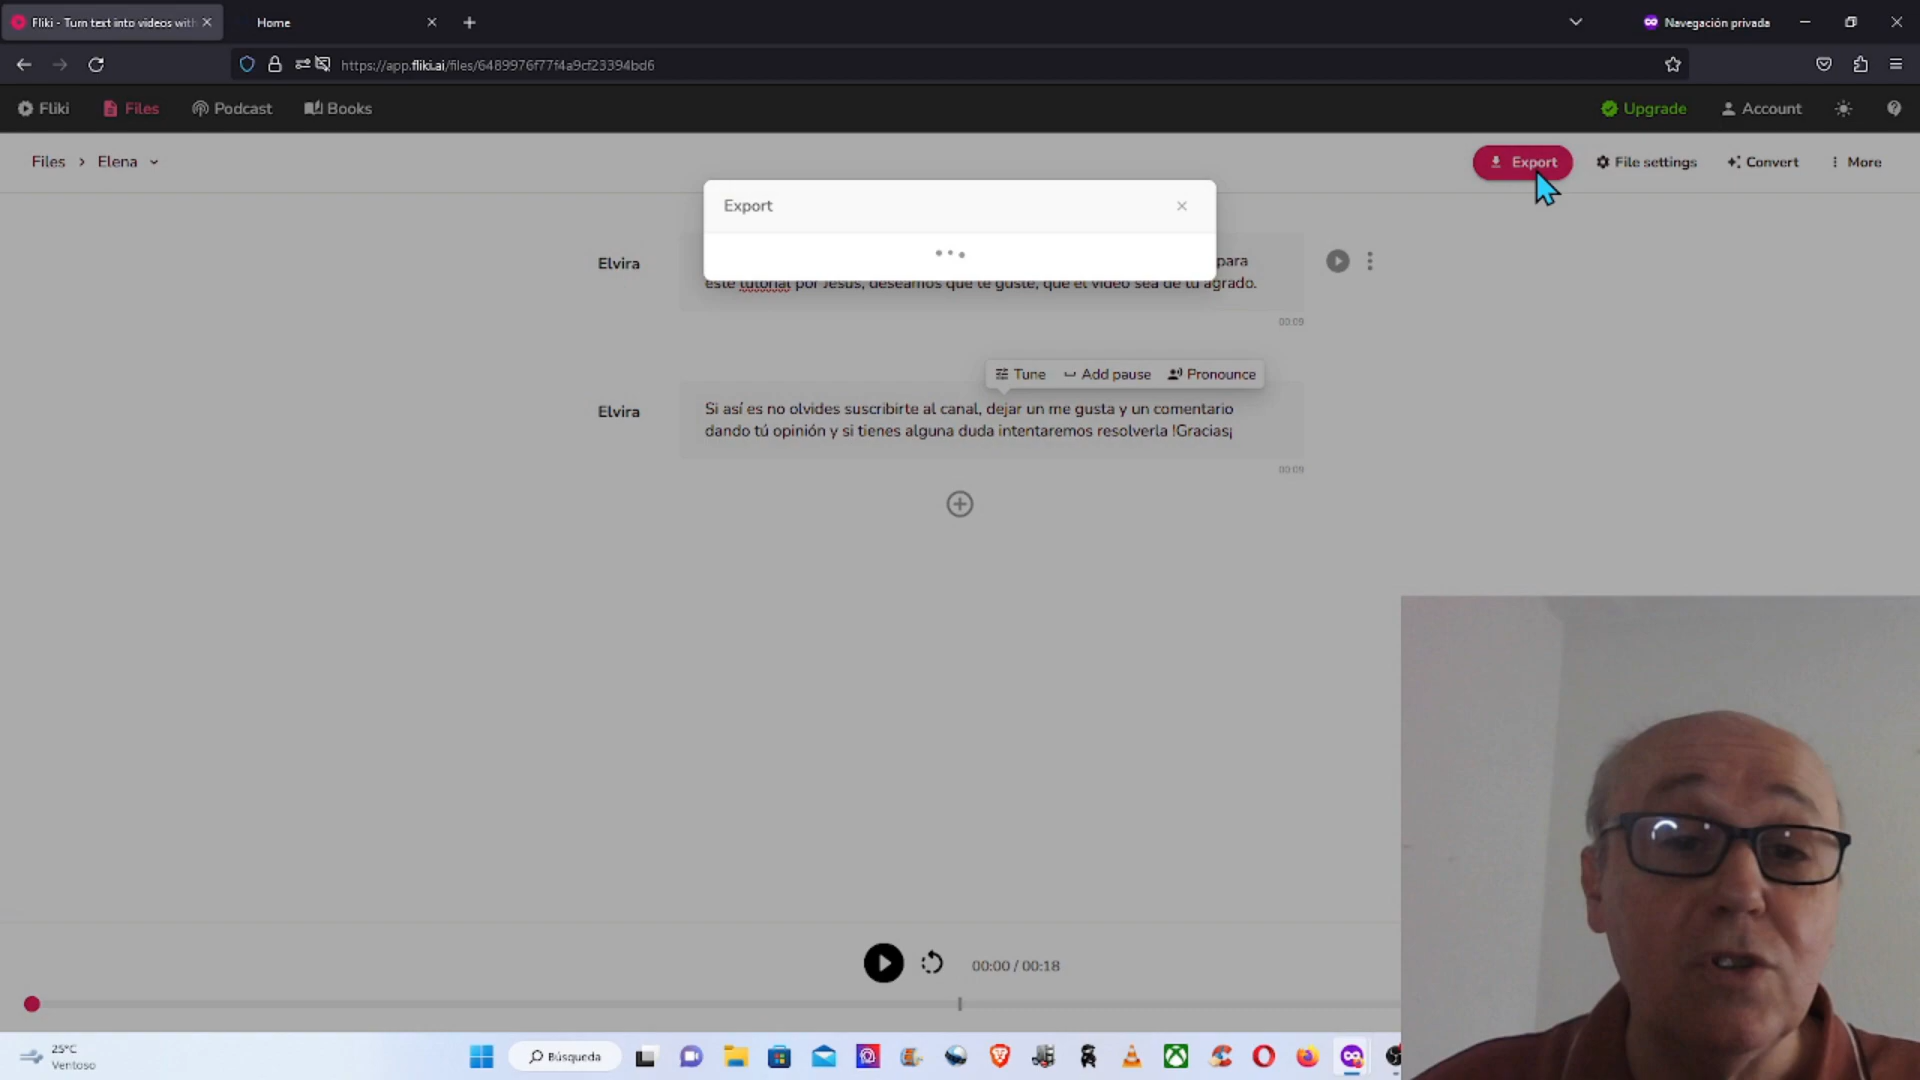 Fliki - Turn text into videos with
Home
Navegación privada
https://app.fliki.ai/files/6489976f77f4a9cf23394bd6
Fliki
Files
Podcast
Books
Upgrade
Account
Files > Elena
Export
File settings
Convert
More
Export
Elvira
para
este tutorial por Jesús, deseamos que te guste, que el video sea de tu agrado.
00:09
Tune
Add pause
Pronounce
Elvira
Si así es no olvides suscribirte al canal, dejar un me gusta y un comentario
dando tú opinión y si tienes alguna duda intentaremos resolverla !Gracias¡
00:09
00:00 / 00:18
25°C
Ventoso
Búsqueda